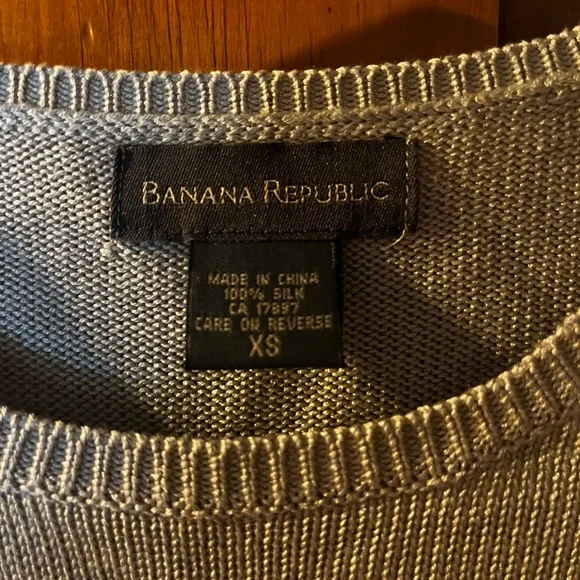 BANANA REPUBLIC
MADE IN CHINA
100% SILK
CA 17897
CARE ON REVERSE
XS